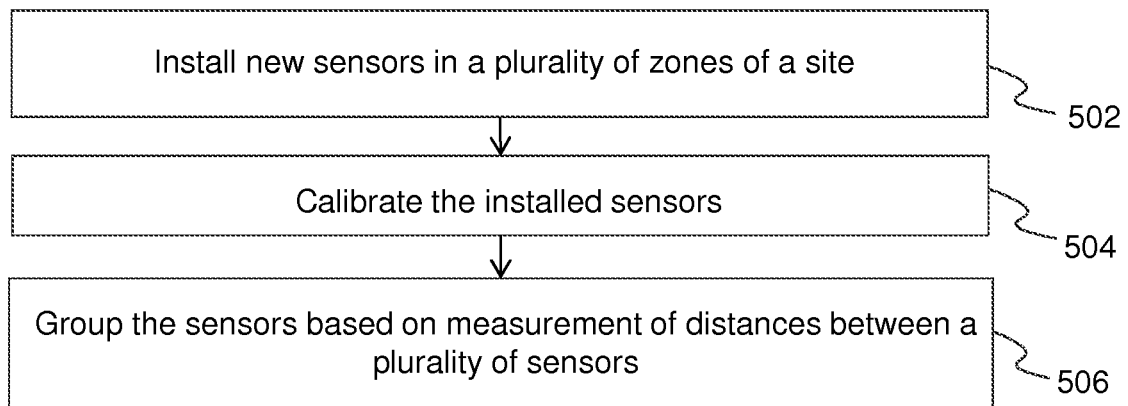 Install new sensors in a plurality of zones of a site
502
Calibrate the installed sensors
504
Group the sensors based on measurement of distances between a
plurality of sensors
506